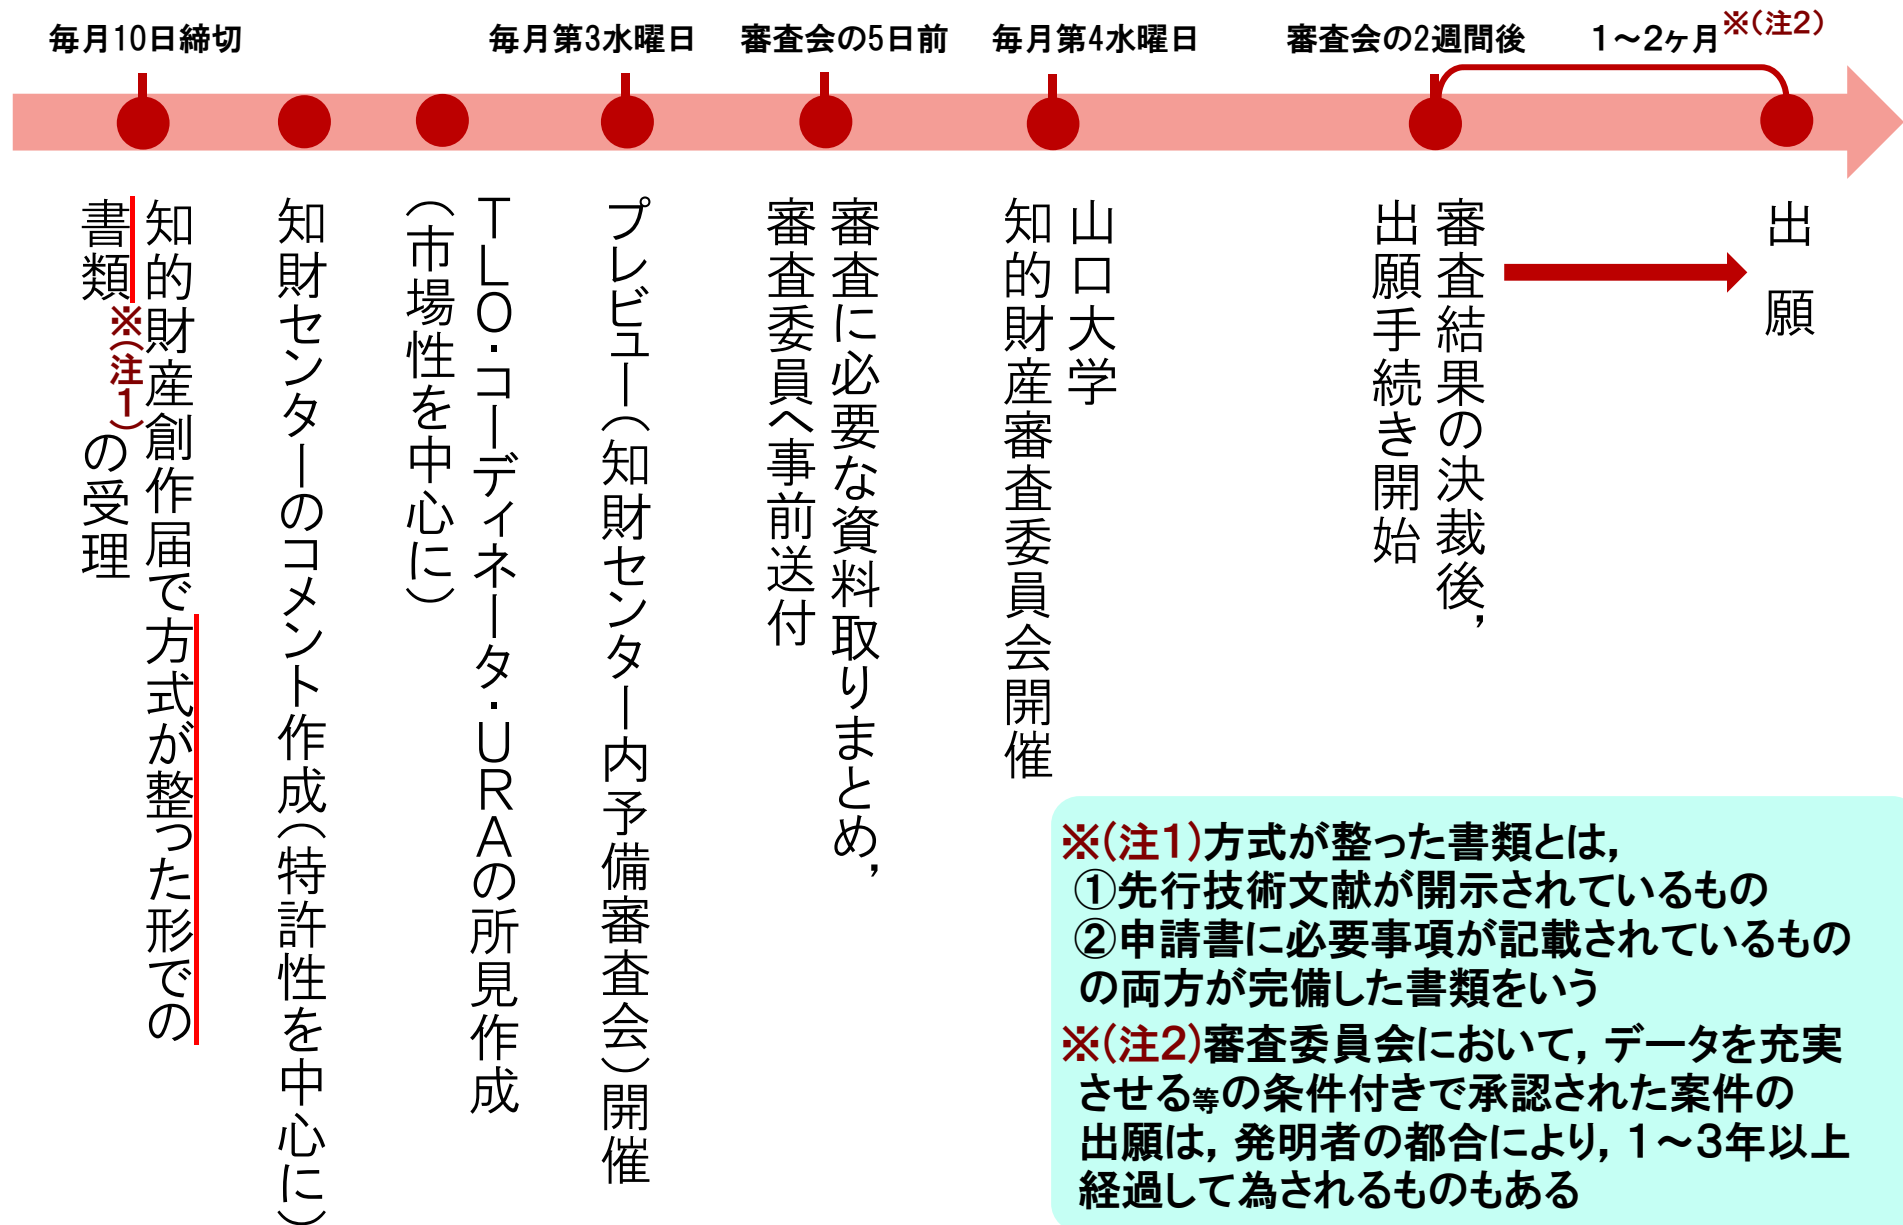 毎月10日締切
毎月第3水曜日
審査会の5日前
毎月第4水曜日
審査会の2週間後
1～2ヶ月※(注2)
知的財産創作届で方式が整った形での
書類※(注1)の受理
知財センターのコメント作成(特許性を中心に)
TLO・コーディネータ・URAの所見作成
(市場性を中心に)
プレビュー(知財センター内予備審査会)開催
審査に必要な資料取りまとめ,
審査委員へ事前送付
山口大学
知的財産審査委員会開催
審査結果の決裁後,
出願手続き開始
出願
※(注1)方式が整った書類とは,
①先行技術文献が開示されているもの
②申請書に必要事項が記載されているもの
の両方が完備した書類をいう
※(注2)審査委員会において, データを充実
させる等の条件付きで承認された案件の
出願は, 発明者の都合により, 1～3年以上
経過して為されるものもある